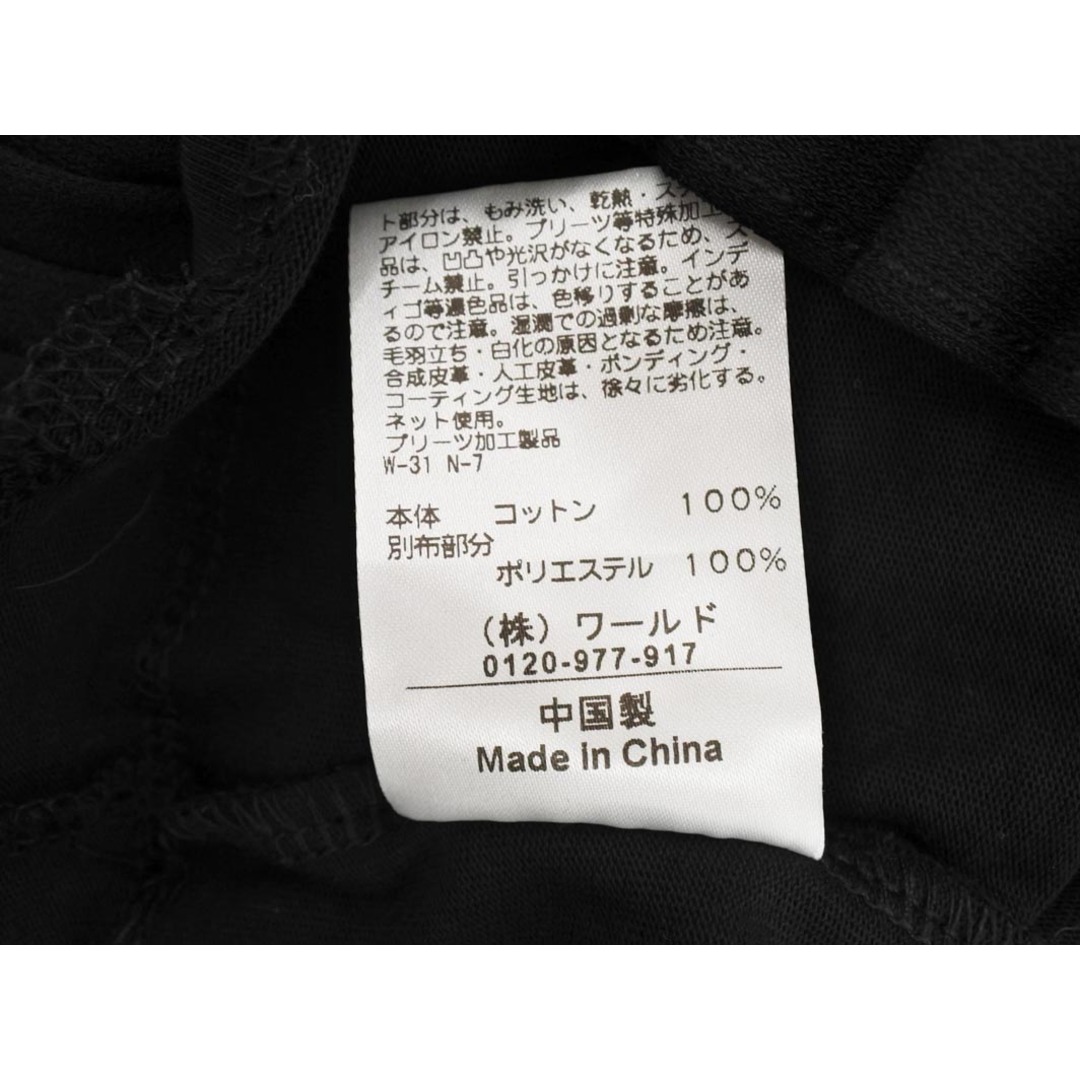 ト部分は、もみ洗い、乾熱・スチ
アイロン禁止。プリーツ等特殊加工
品は、凹凸や光沢がなくなるため、ス
チーム禁止。引っかけに注意。インデ
ィゴ等濃色品は、色移りすることがあ
るので注意。湿潤での過剰な摩擦は、
毛羽立ち・白化の原因となるため注意。
合成皮革・人工皮革・ボンディング・
コーティング生地は、徐々に劣化する。
ネット使用。
プリーツ加工製品
W-31 N-7
本体 コットン 100%
別布部分
ポリエステル 100%
(株) ワールド
0120-977-917
中国製
Made in China